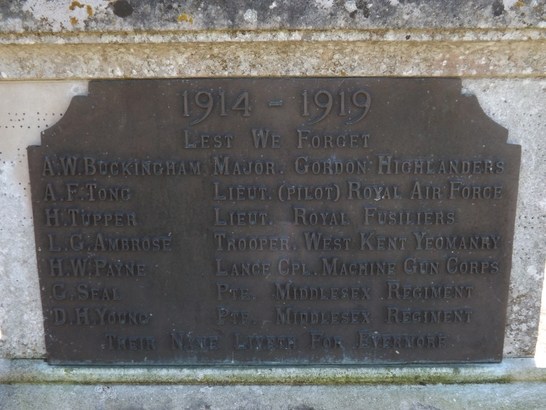 1914 - 1919
LEST WE FORGET
A.W. BUCKINGHAM MAJOR. GORDON HIGHLANDERS
A.F. TONG LIEUT. (PILOT) ROYAL AIR FORCE
H. TUPPER LIEUT. ROYAL FUSILIERS
L.G. AMBROSE TROOPER. WEST KENT YEOMANRY
H.W. PAYNE LANCE CPL. MACHINE GUN CORPS
C. SEAL PTE. MIDDLESEX REGIMENT
D.H. YOUNG PTE. MIDDLESEX REGIMENT
THEIR NAME LIVETH FOR EVERMORE